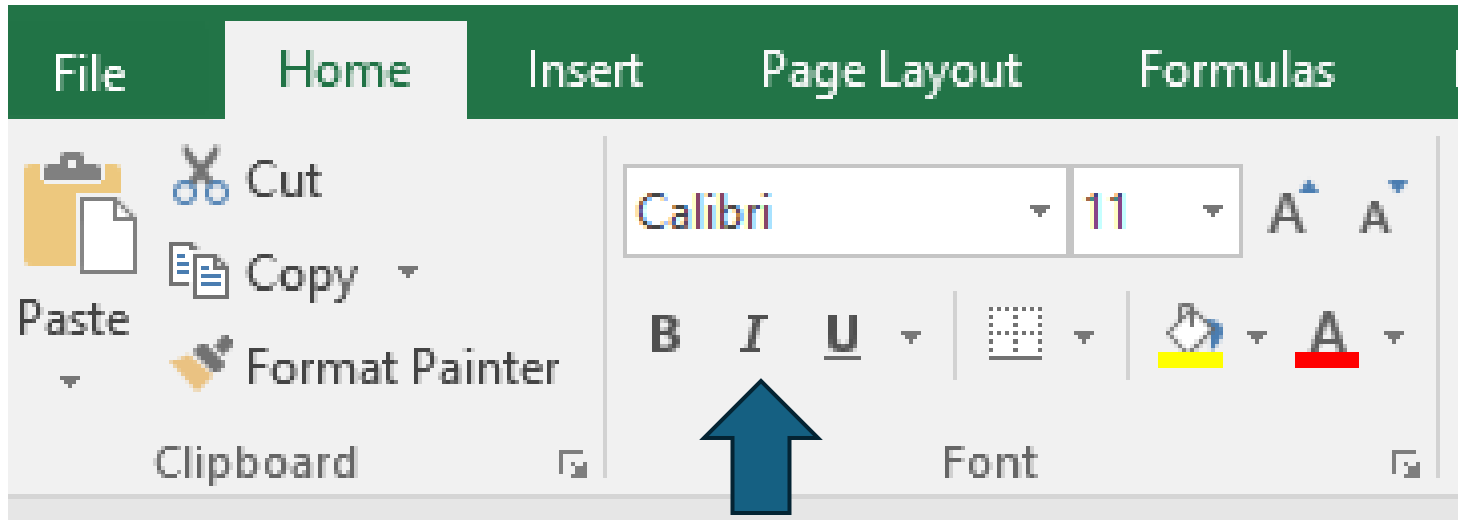 File Home Insert Page Layout Formulas
Cut
Copy
Paste
Format Painter
Clipboard
Calibri 11 A A
B I U A
Font